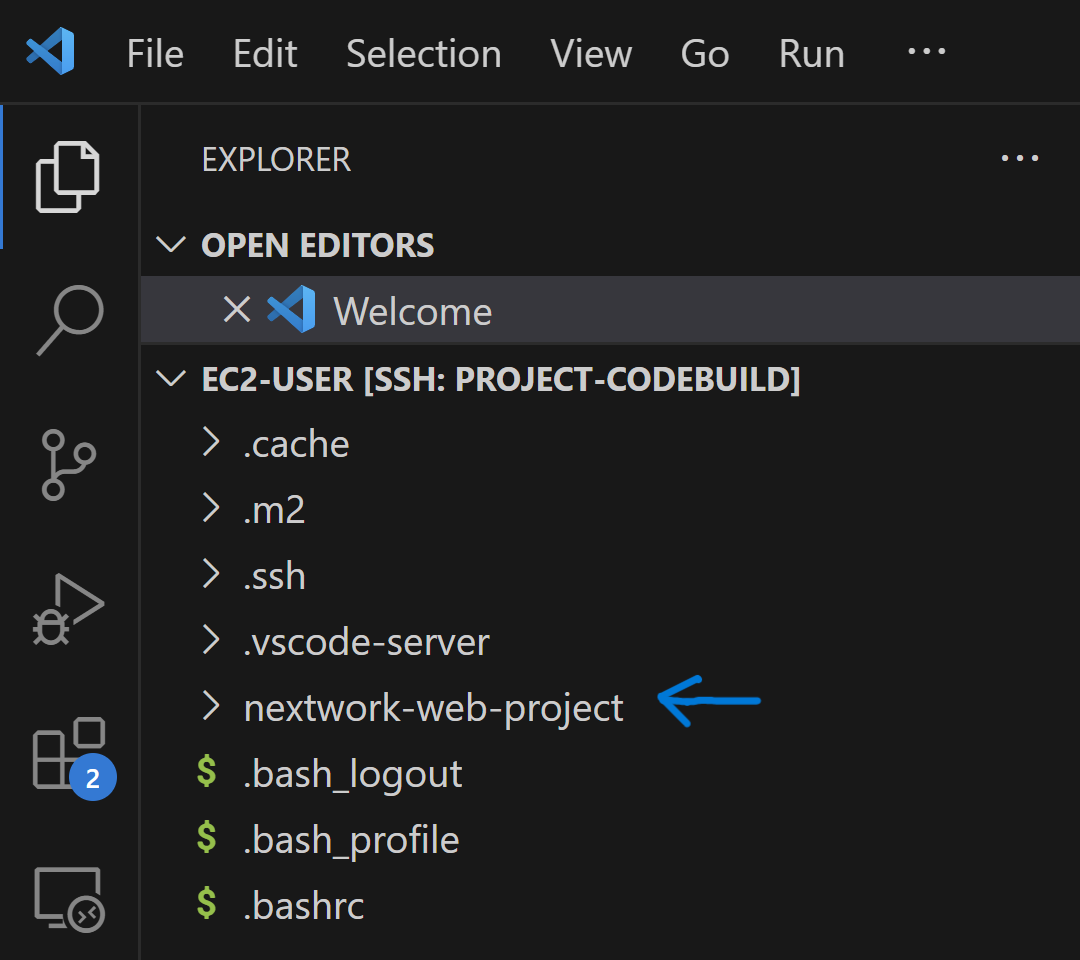 File Edit Selection View Go Run ...
EXPLORER ...
OPEN EDITORS
Welcome
EC2-USER [SSH: PROJECT-CODEBUILD]
.cache
.m2
.ssh
.vscode-server
nextwork-web-project
$ .bash_logout
2
$ .bash_profile
$ .bashrc